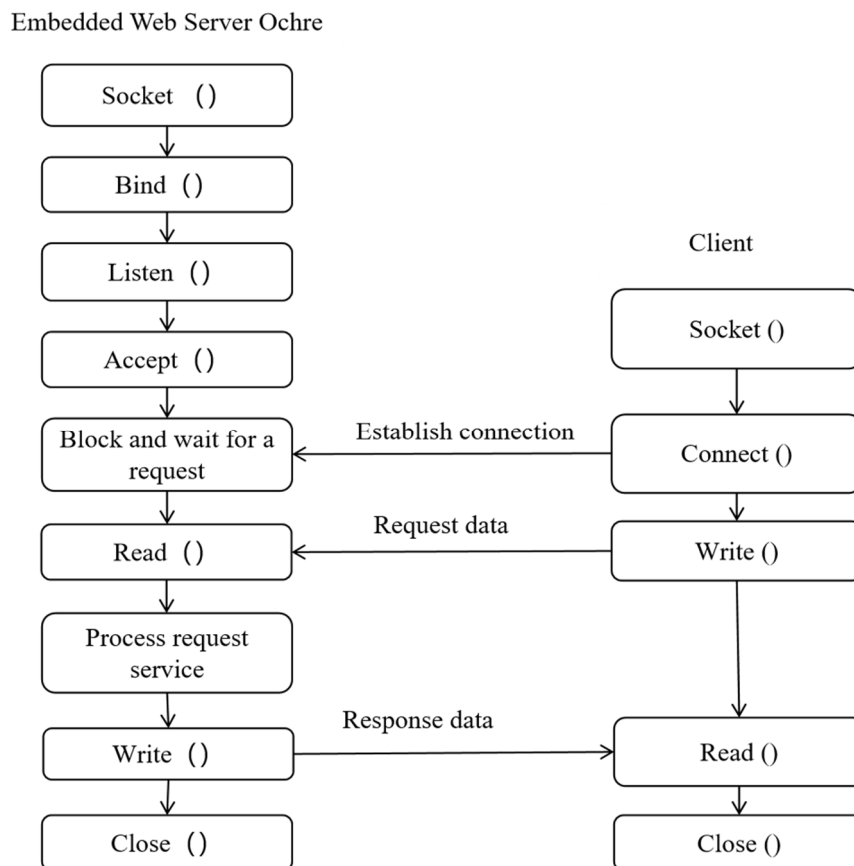 Embedded Web Server Ochre
Socket ()
Bind ()
Listen ()
Accept ()
Block and wait for a
request
Read ()
Process request
service
Write ()
Close ()
Establish connection
Request data
Response data
Client
Socket ()
Connect ()
Write ()
Read ()
Close ()